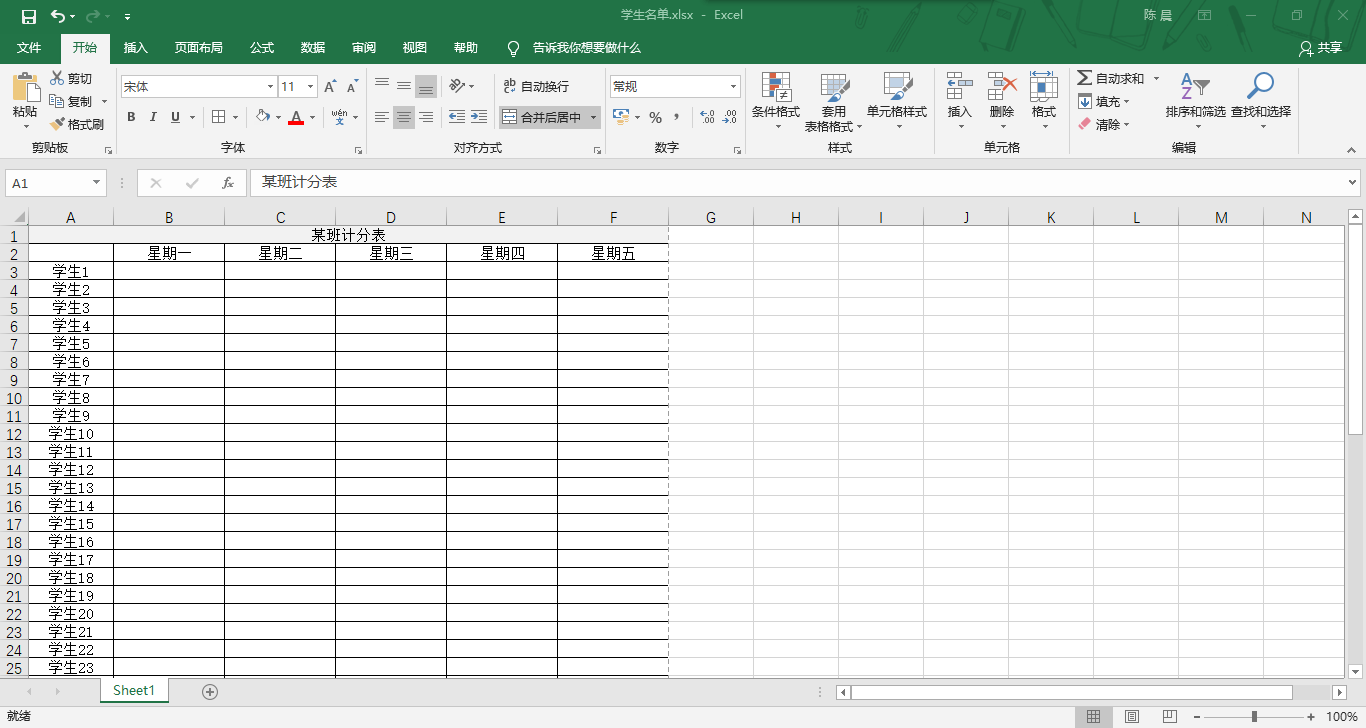 学生名单.xlsx - Excel
陈 晨
文件 开始 插入 页面布局 公式 数据 审阅 视图 帮助 告诉我你想要做什么 共享
粘贴
剪切
复制
格式刷
剪贴板
宋体 11 A A
B I U A wén 文
字体
ab 自动换行
合并后居中
对齐方式
常规
% ,
.00 .00
数字
条件格式
套用
表格格式
单元格样式
样式
插入
删除
格式
单元格
自动求和
填充
清除
排序和筛选
查找和选择
编辑
A1 fx 某班计分表
A B C D E F G H I J K L M N
1 某班计分表
2 星期一 星期二 星期三 星期四 星期五
3 学生1
4 学生2
5 学生3
6 学生4
7 学生5
8 学生6
9 学生7
10 学生8
11 学生9
12 学生10
13 学生11
14 学生12
15 学生13
16 学生14
17 学生15
18 学生16
19 学生17
20 学生18
21 学生19
22 学生20
23 学生21
24 学生22
25 学生23
Sheet1
就绪
100%